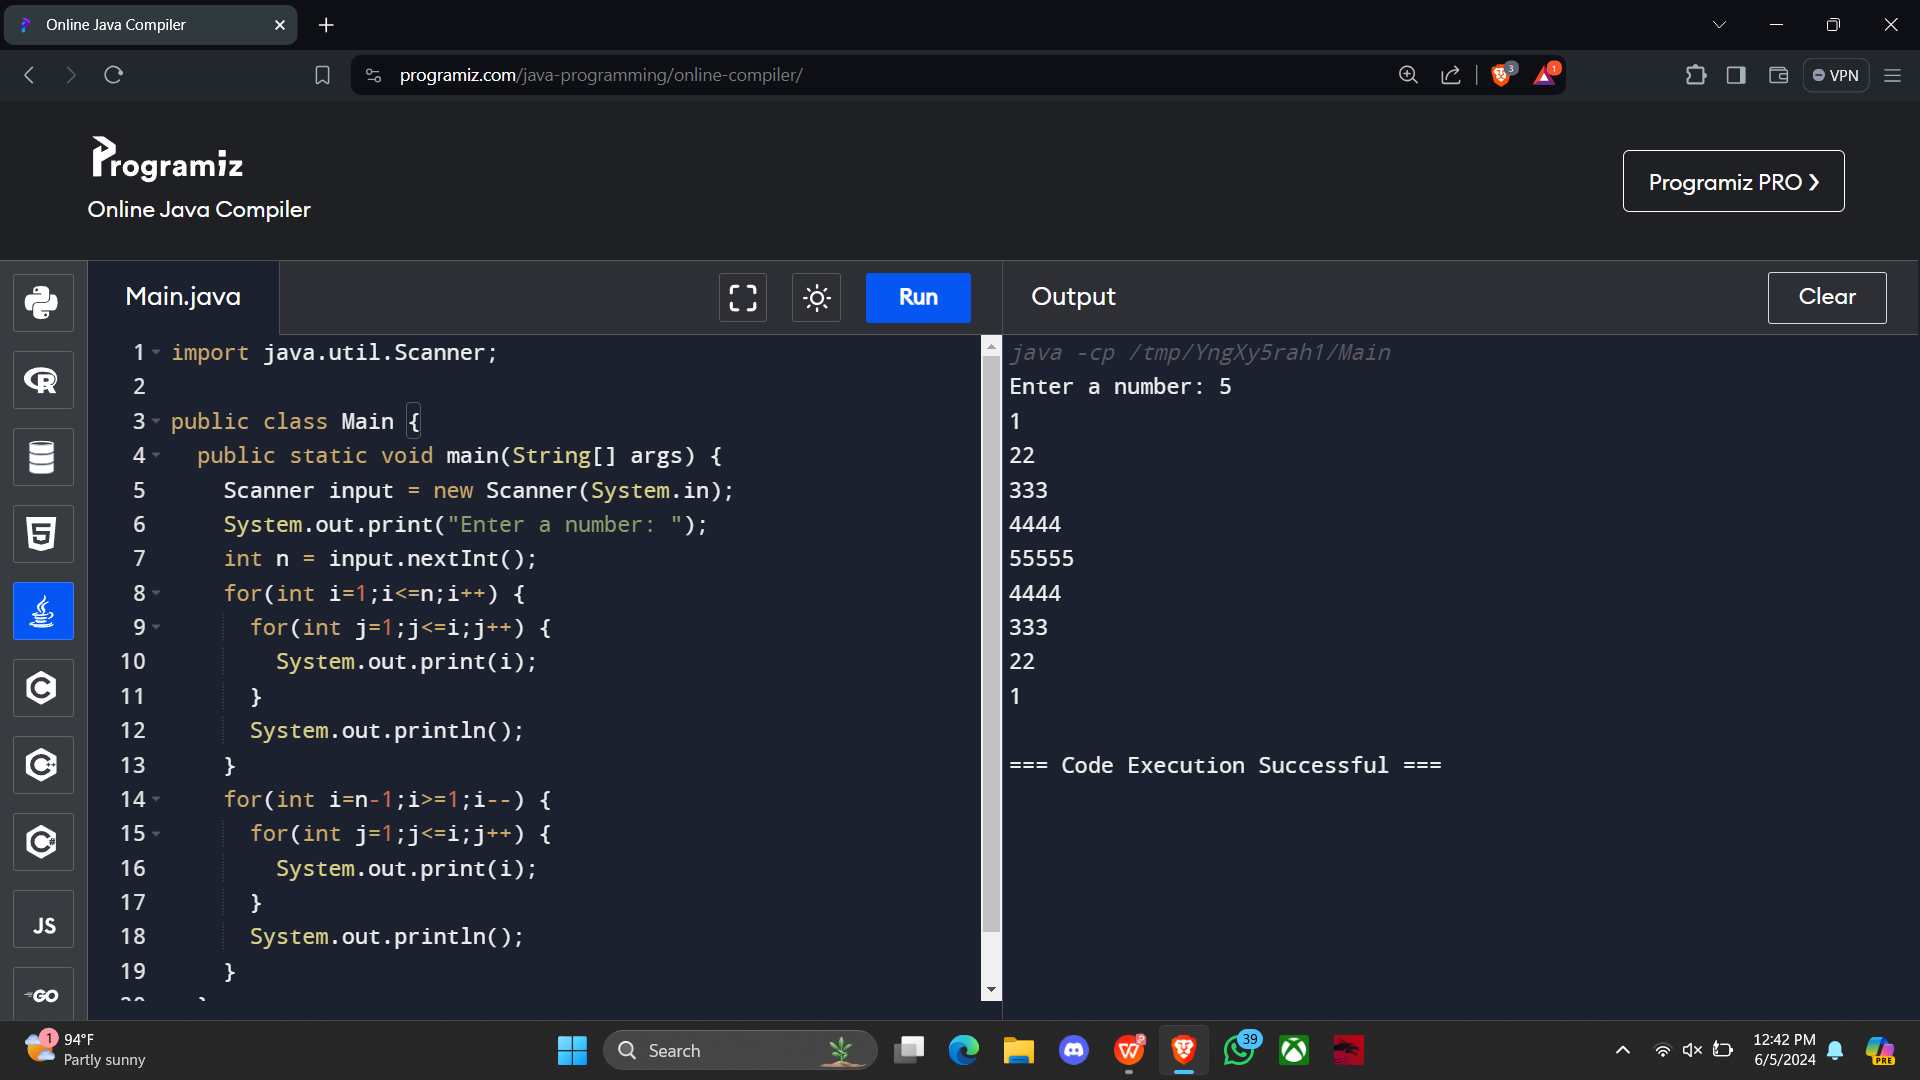 Online Java Compiler
programiz.com/java-programming/online-compiler/
3
1
VPN
Programiz
Online Java Compiler
Programiz PRO ❯
Main.java
Run
Output
Clear
1 import java.util.Scanner;
2
3 public class Main {
4   public static void main(String[] args) {
5     Scanner input = new Scanner(System.in);
6     System.out.print("Enter a number: ");
7     int n = input.nextInt();
8     for(int i=1;i<=n;i++) {
9       for(int j=1;j<=i;j++) {
10         System.out.print(i);
11       }
12       System.out.println();
13     }
14     for(int i=n-1;i>=1;i--) {
15       for(int j=1;j<=i;j++) {
16         System.out.print(i);
17       }
18       System.out.println();
19     }
java -cp /tmp/YngXy5rah1/Main
Enter a number: 5
1
22
333
4444
55555
4444
333
22
1
=== Code Execution Successful ===
R
5
C
C++
C#
JS
GO
1
94°F
Partly sunny
Search
W
39
12:42 PM
6/5/2024
PRE